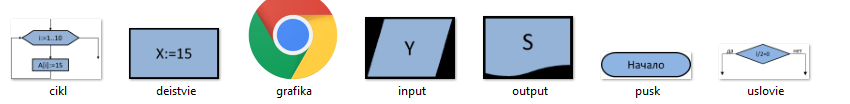 i:=1..10
A[i]:=15
X:=15
Y
S
Начало
да
I/2=0
нет
cikl
deistvie
grafika
input
output
pusk
uslovie